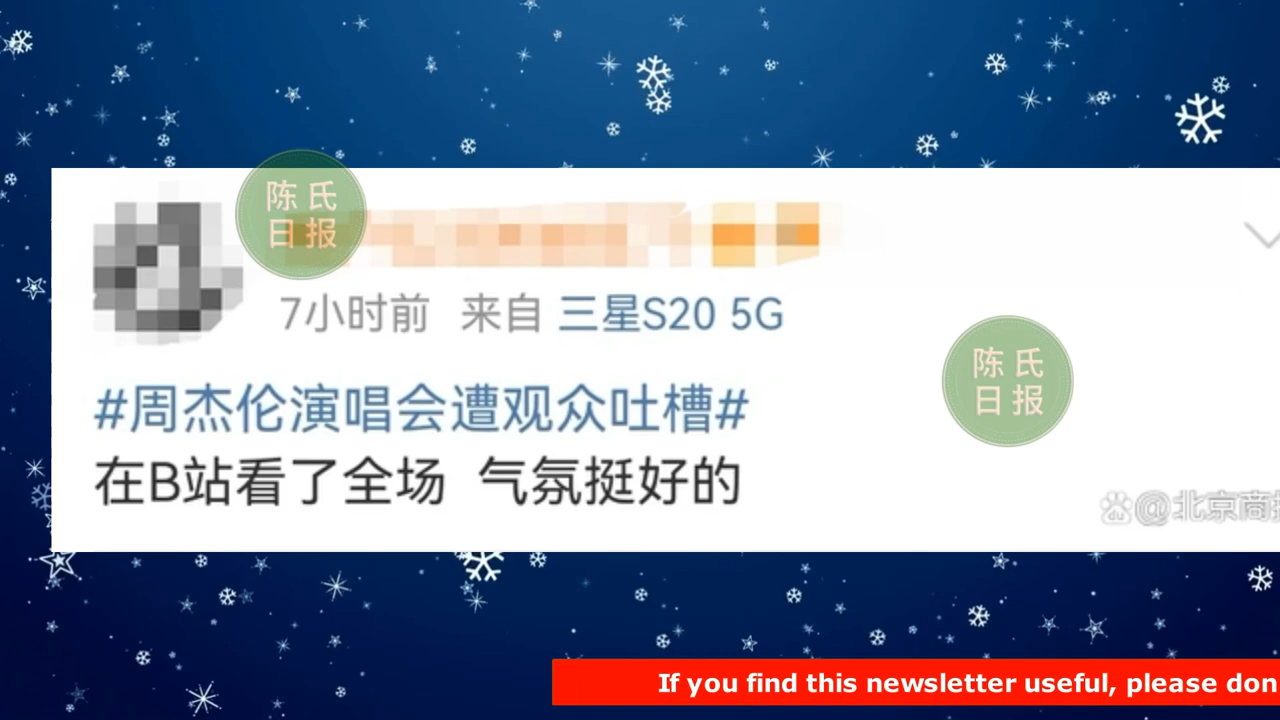 陈氏
日报
7小时前 来自 三星S20 5G
陈氏
日报
#周杰伦演唱会遭观众吐槽#
在B站看了全场 气氛挺好的
@北京商报
If you find this newsletter useful, please don